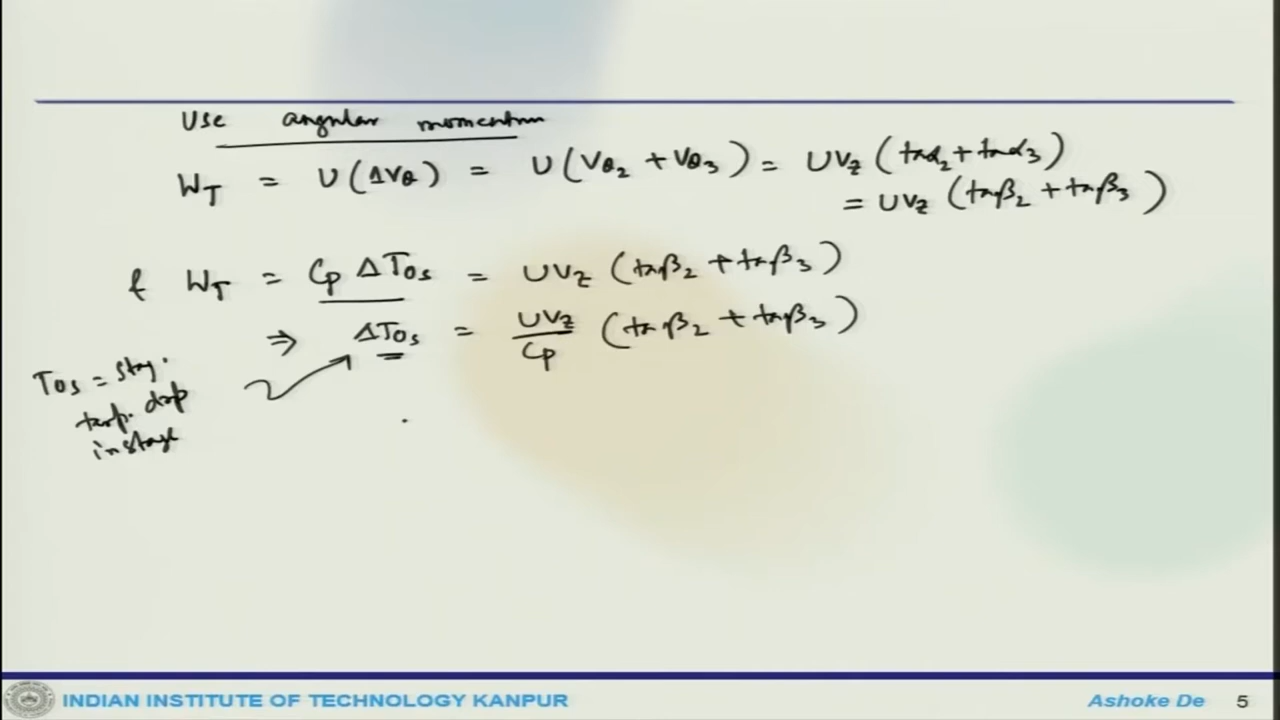 Use angular momentum
W_T = U(ΔV_θ) = U(V_θ2 + V_θ3) = UV_z(tanα_2 + tanα_3)
= UV_z(tanβ_2 + tanβ_3)
& W_T = C_p ΔT_0s = UV_z(tanβ_2 + tanβ_3)
⇒ ΔT_0s = UV_z/C_p (tanβ_2 + tanβ_3)
T_0s = stag.
temp. drop
in stage
INDIAN INSTITUTE OF TECHNOLOGY KANPUR
Ashoke De 5